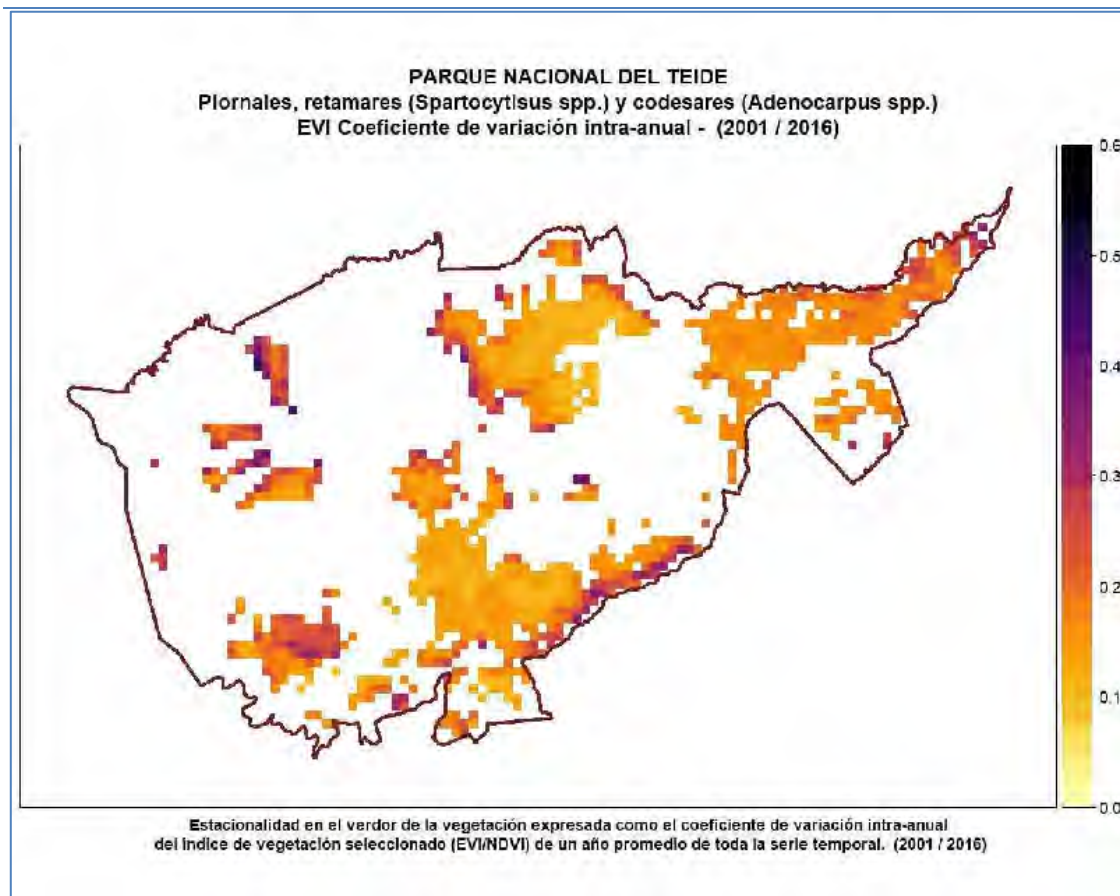 PARQUE NACIONAL DEL TEIDE
Piornales, retamares (Spartocytisus spp.) y codesares (Adenocarpus spp.)
EVI Coeficiente de variación intra-anual - (2001 / 2016)
0.6
0.5
0.4
0.3
0.2
0.1
0.0
Estacionalidad en el verdor de la vegetación expresada como el coeficiente de variación intra-anual
del índice de vegetación seleccionado (EVI/NDVI) de un año promedio de toda la serie temporal. (2001 / 2016)